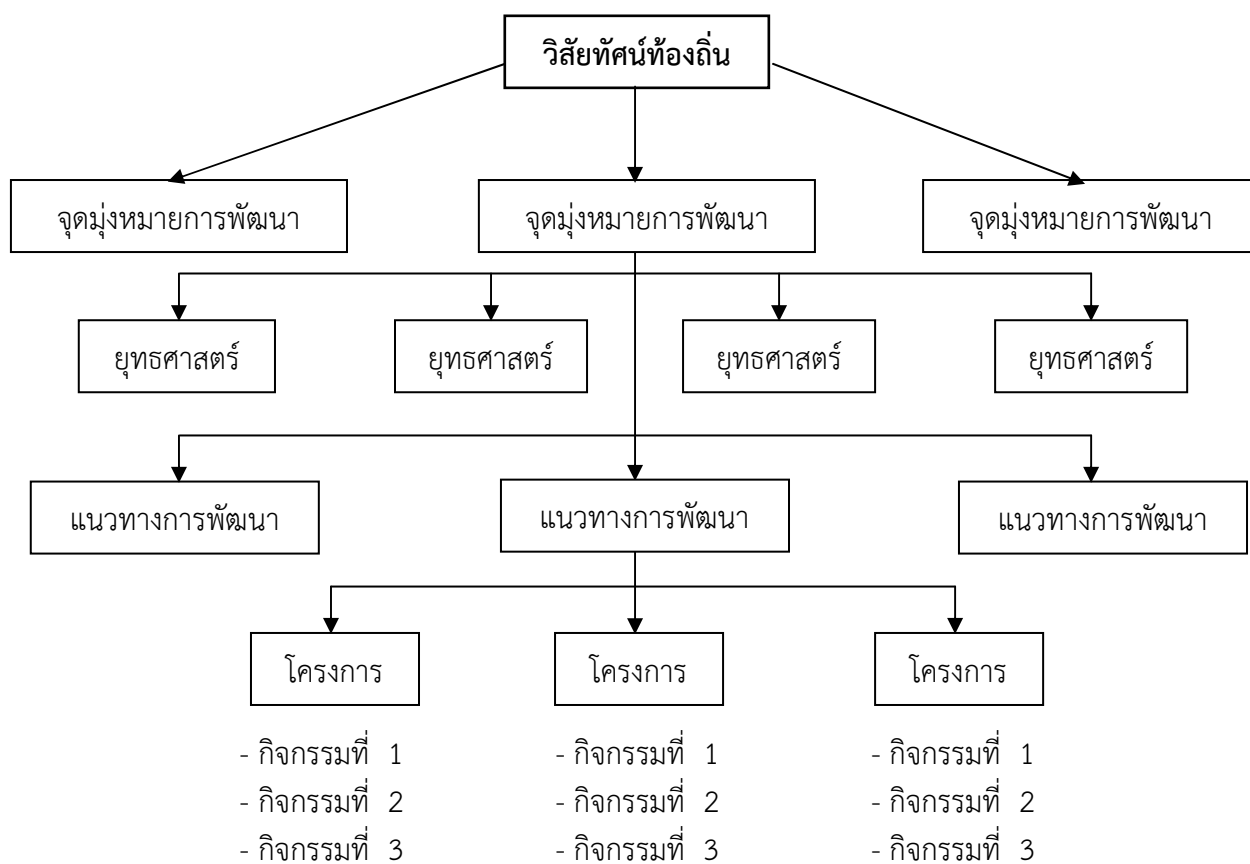 วิสัยทัศน์ท้องถิ่น
จุดมุ่งหมายการพัฒนา จุดมุ่งหมายการพัฒนา จุดมุ่งหมายการพัฒนา
ยุทธศาสตร์ ยุทธศาสตร์ ยุทธศาสตร์ ยุทธศาสตร์
แนวทางการพัฒนา แนวทางการพัฒนา แนวทางการพัฒนา
โครงการ โครงการ โครงการ
- กิจกรรมที่ 1 - กิจกรรมที่ 1 - กิจกรรมที่ 1
- กิจกรรมที่ 2 - กิจกรรมที่ 2 - กิจกรรมที่ 2
- กิจกรรมที่ 3 - กิจกรรมที่ 3 - กิจกรรมที่ 3